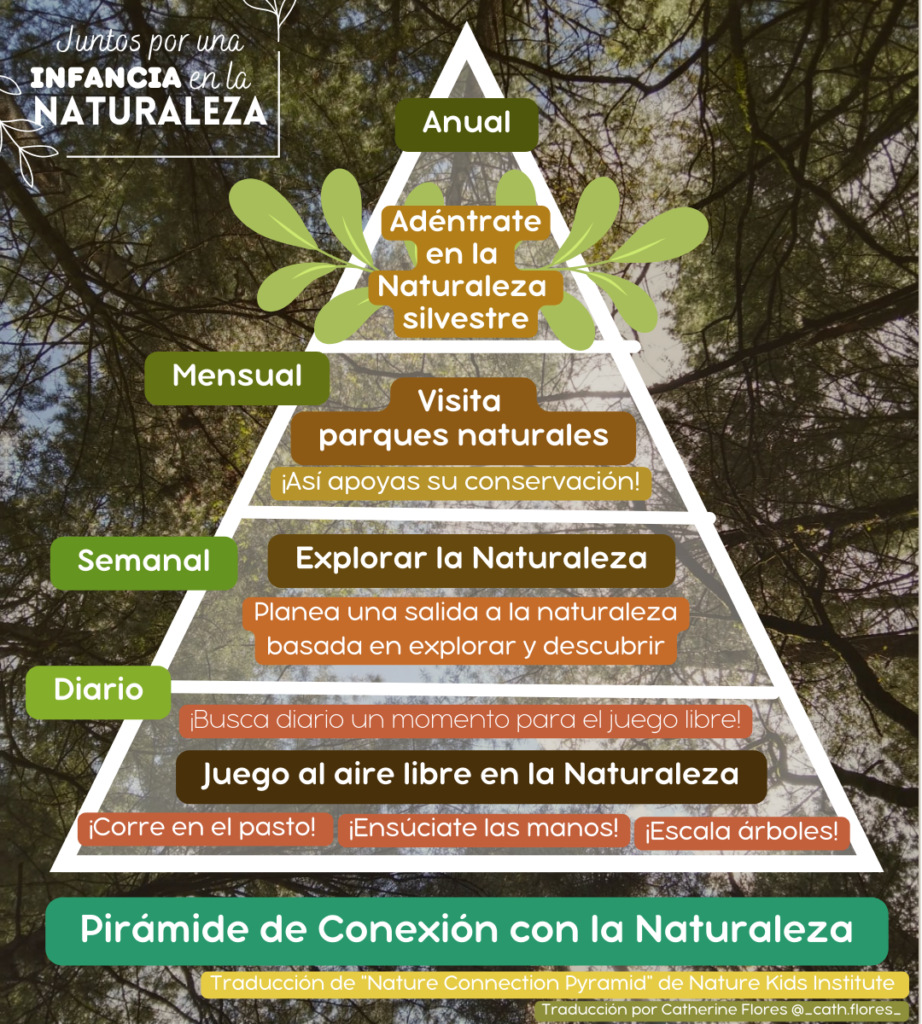 Juntos por una
INFANCIA en la
NATURALEZA
Anual
Adéntrate
en la
Naturaleza
silvestre
Mensual
Visita
parques naturales
¡Así apoyas su conservación!
Semanal
Explorar la Naturaleza
Planea una salida a la naturaleza
basada en explorar y descubrir
Diario
¡Busca diario un momento para el juego libre!
Juego al aire libre en la Naturaleza
¡Corre en el pasto! ¡Ensúciate las manos! ¡Escala árboles!
Pirámide de Conexión con la Naturaleza
Traducción de "Nature Connection Pyramid" de Nature Kids Institute
Traducción por Catherine Flores @_cath.flores_